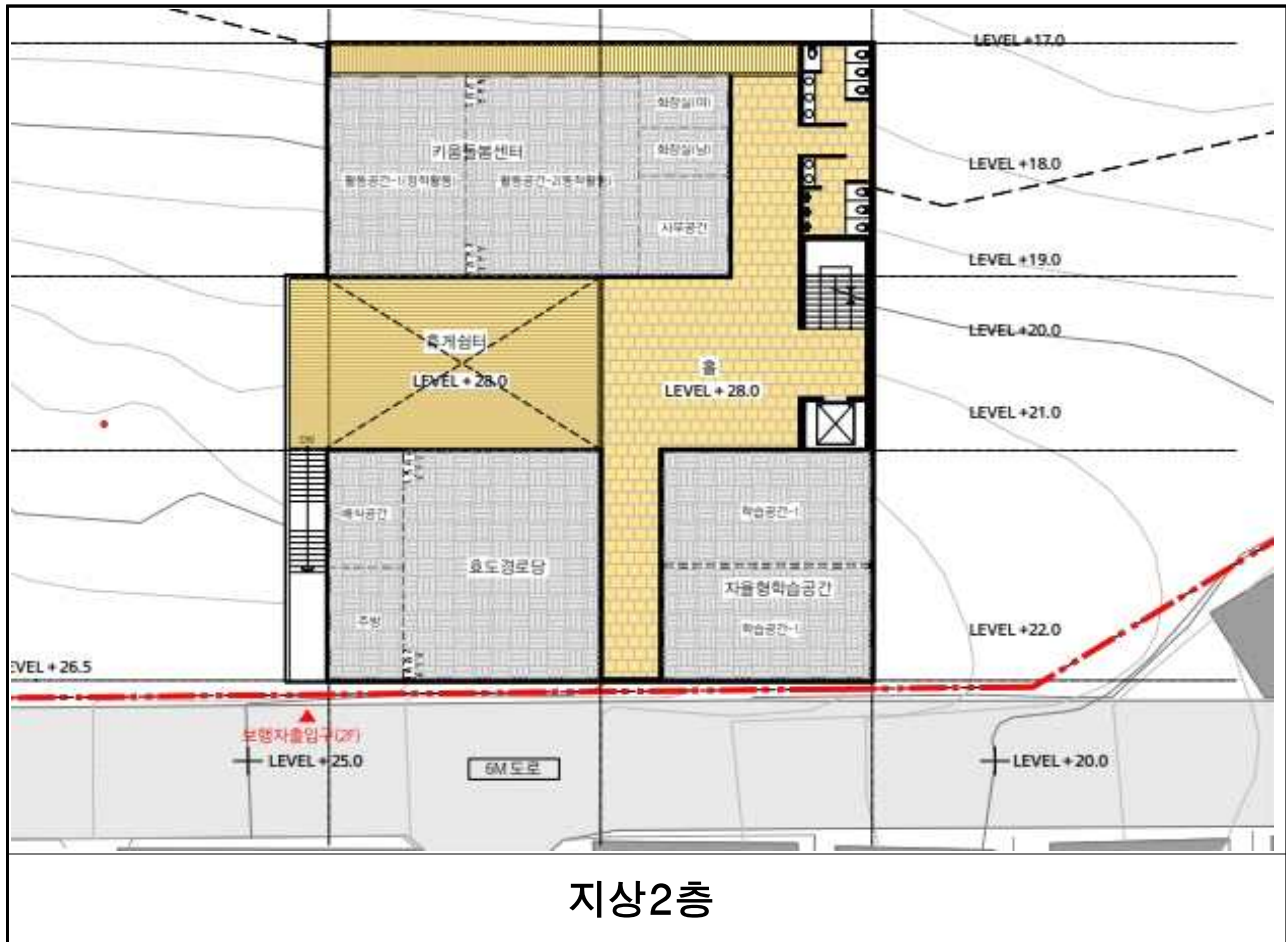 LEVEL +17.0
화장실(여)
키움돌봄센터
화장실(남)
LEVEL +18.0
활동공간-1(정적활동)
활동공간-2(동적활동)
사무공간
LEVEL +19.0
LEVEL +20.0
휴게쉼터
LEVEL + 28.0
홀
LEVEL + 28.0
LEVEL +21.0
DN
배식공간
학습공간-1
효도경로당
자율형학습공간
주방
학습공간-1
LEVEL +22.0
EVEL + 26.5
보행자출입구(2F)
LEVEL +25.0
6M 도로
LEVEL +20.0
지상2층